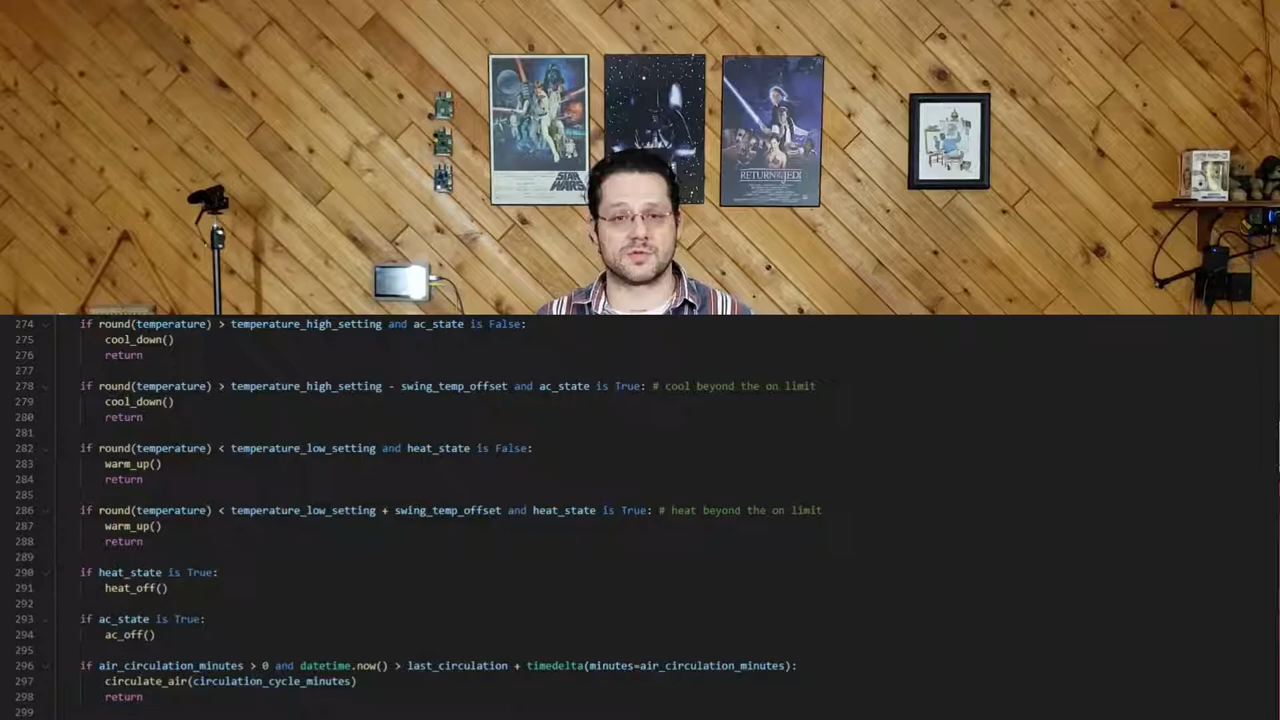 STAR
WARS
RETURN OF THE JEDI
274 if round(temperature) > temperature_high_setting and ac_state is False:
275 cool_down()
276 return
277
278 if round(temperature) > temperature_high_setting - swing_temp_offset and ac_state is True: # cool beyond the on limit
279 cool_down()
280 return
281
282 if round(temperature) < temperature_low_setting and heat_state is False:
283 warm_up()
284 return
285
286 if round(temperature) < temperature_low_setting + swing_temp_offset and heat_state is True: # heat beyond the on limit
287 warm_up()
288 return
289
290 if heat_state is True:
291 heat_off()
292
293 if ac_state is True:
294 ac_off()
295
296 if air_circulation_minutes > 0 and datetime.now() > last_circulation + timedelta(minutes=air_circulation_minutes):
297 circulate_air(circulation_cycle_minutes)
298 return
299